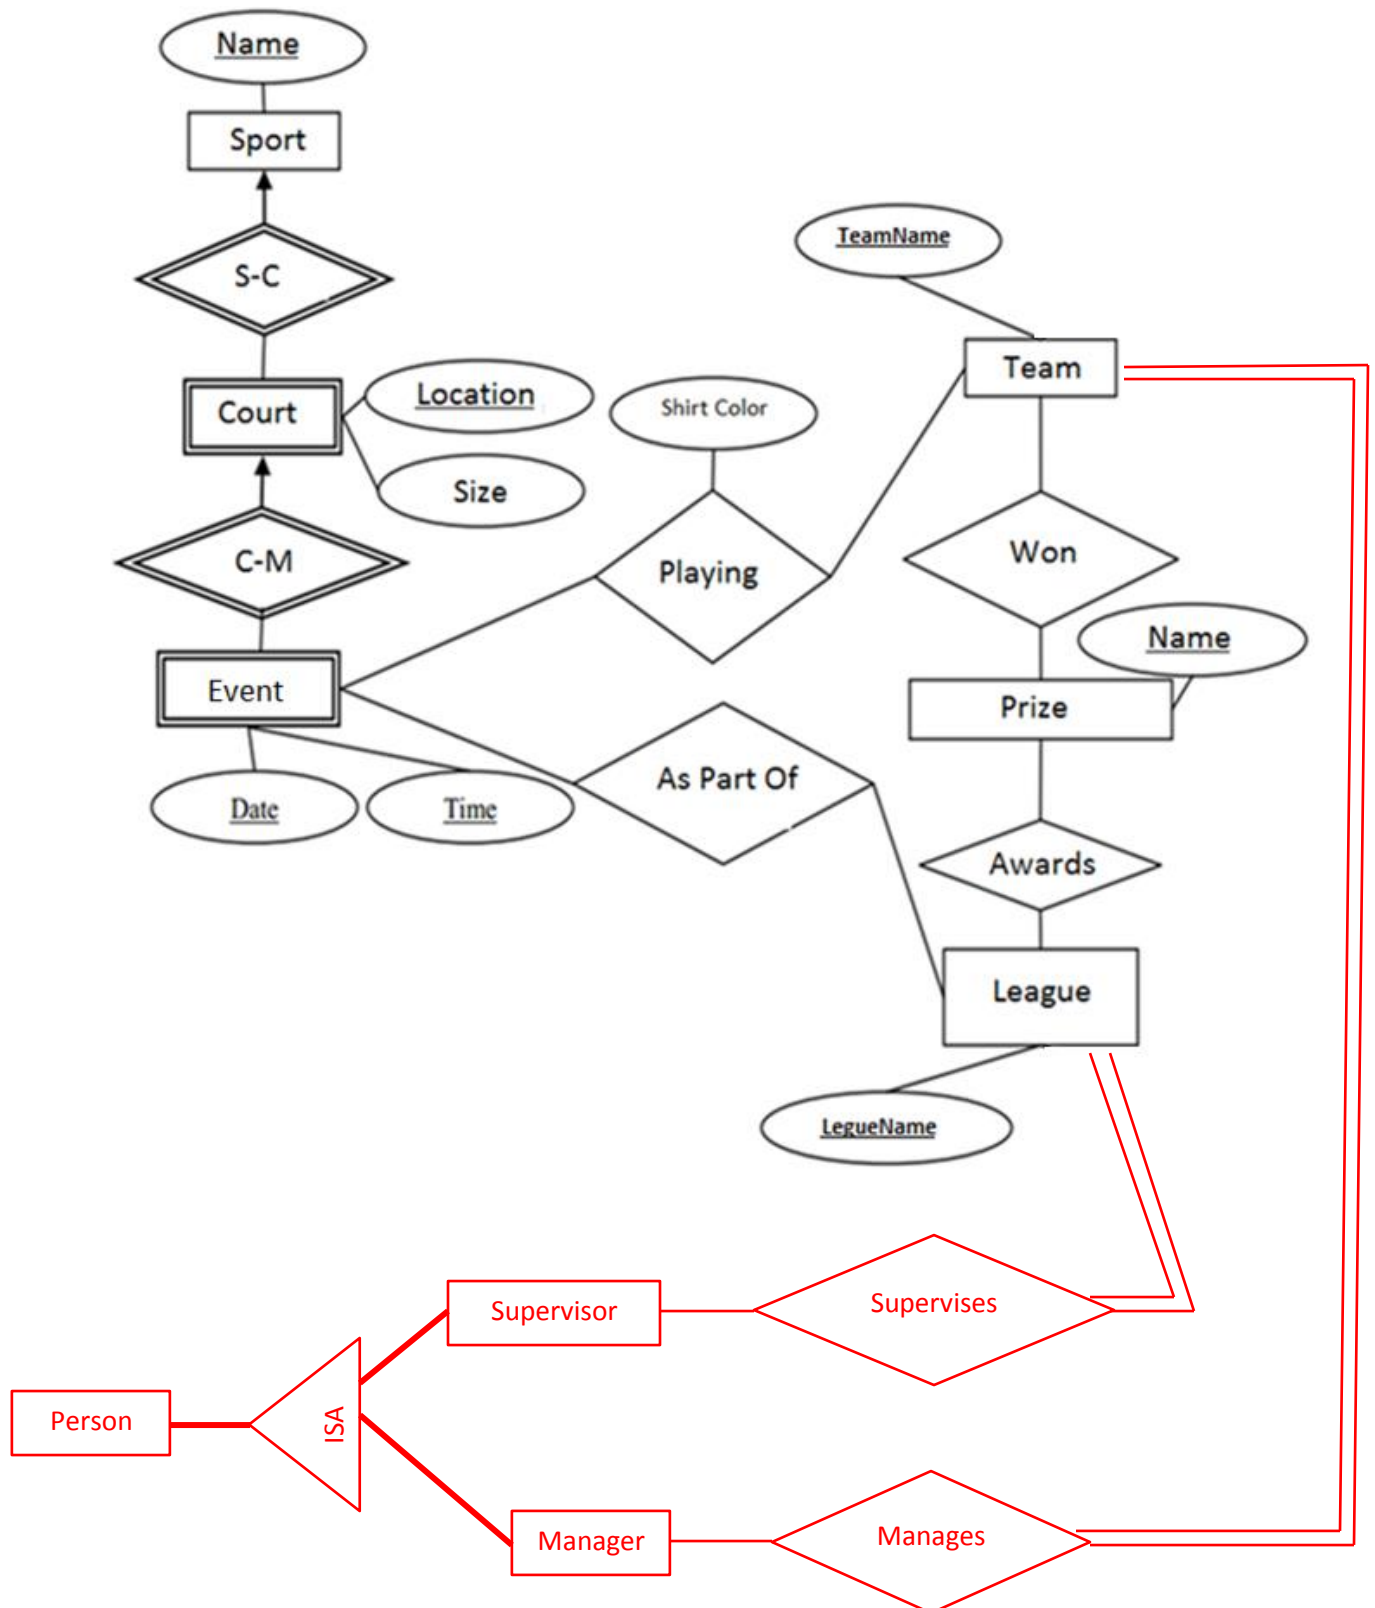 Name
Sport
S-C
TeamName
Team
Court
Location
Shirt Color
Size
C-M
Playing
Won
Name
Event
Prize
As Part Of
Date
Time
Awards
League
LegueName
Supervisor
Supervises
Person
ISA
Manager
Manages